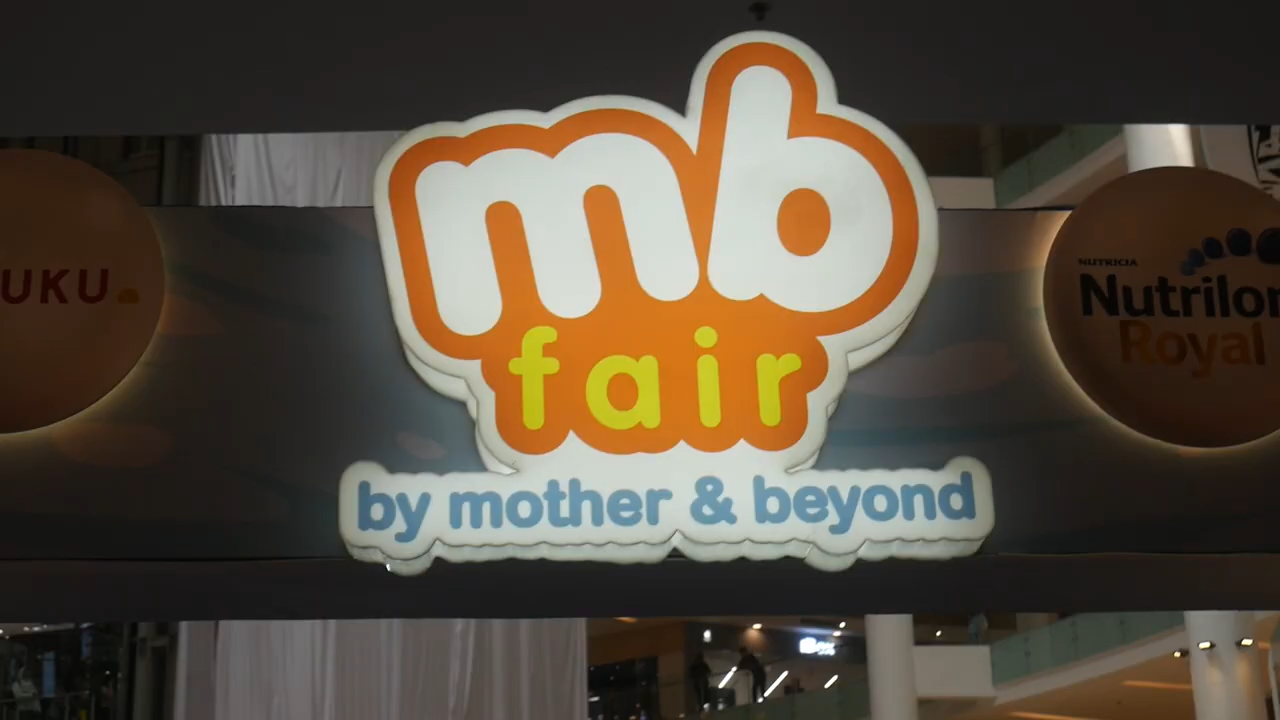 mb
fair
by mother & beyond
UKU.
NUTRICIA
Nutrilon
Royal